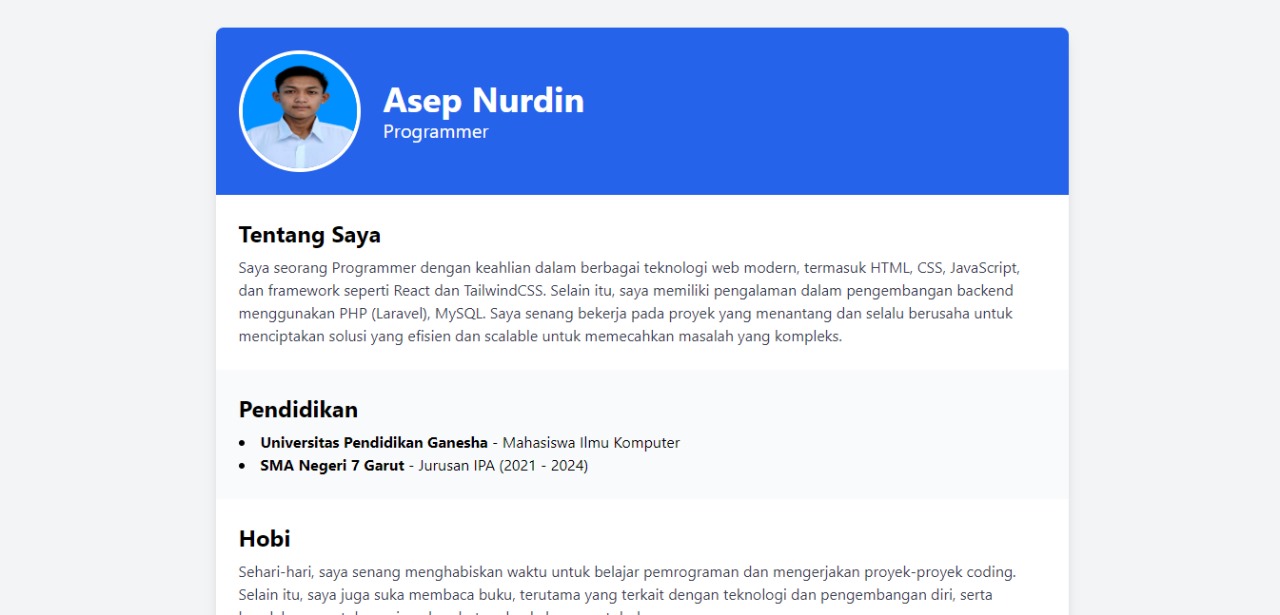 Asep Nurdin
Programmer
Tentang Saya
Saya seorang Programmer dengan keahlian dalam berbagai teknologi web modern, termasuk HTML, CSS, JavaScript,
dan framework seperti React dan TailwindCSS. Selain itu, saya memiliki pengalaman dalam pengembangan backend
menggunakan PHP (Laravel), MySQL. Saya senang bekerja pada proyek yang menantang dan selalu berusaha untuk
menciptakan solusi yang efisien dan scalable untuk memecahkan masalah yang kompleks.
Pendidikan
• Universitas Pendidikan Ganesha - Mahasiswa Ilmu Komputer
• SMA Negeri 7 Garut - Jurusan IPA (2021 - 2024)
Hobi
Sehari-hari, saya senang menghabiskan waktu untuk belajar pemrograman dan mengerjakan proyek-proyek coding.
Selain itu, saya juga suka membaca buku, terutama yang terkait dengan teknologi dan pengembangan diri, serta